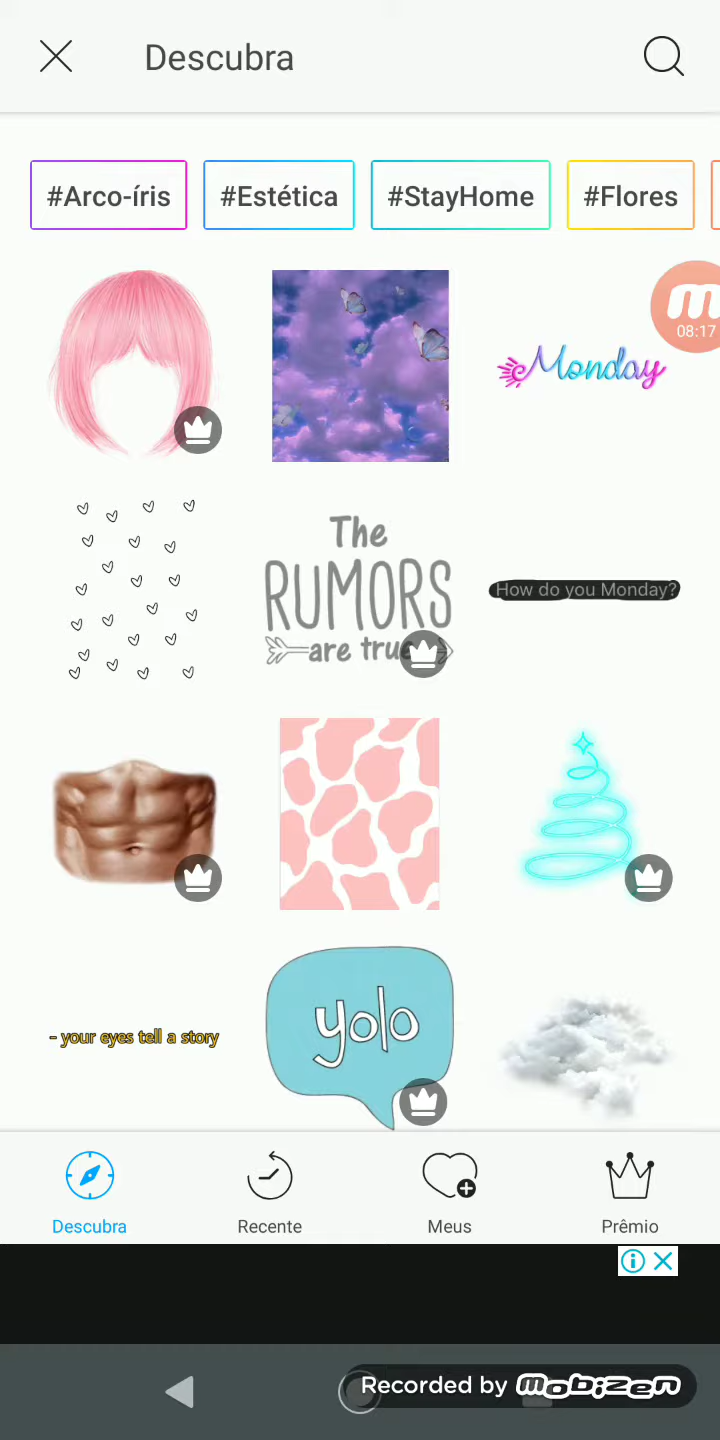 Descubra
#Arco-íris
#Estética
#StayHome
#Flores
m
08:17
Monday
The
RUMORS
are true
How do you Monday?
- your eyes tell a story
yolo
Descubra
Recente
Meus
Prêmio
Recorded by mobizen